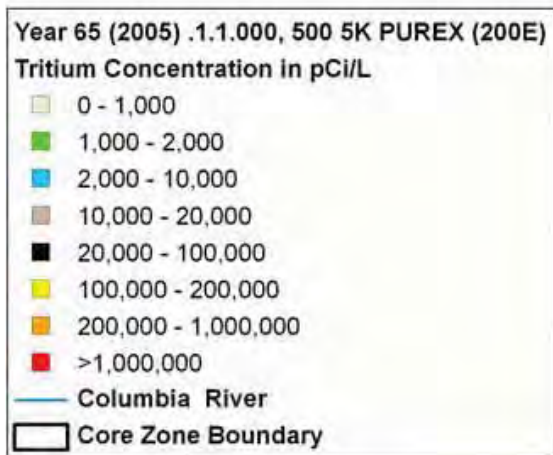 Year 65 (2005) .1.1.000, 500 5K PUREX (200E)
Tritium Concentration in pCi/L
0 - 1,000
1,000 - 2,000
2,000 - 10,000
10,000 - 20,000
20,000 - 100,000
100,000 - 200,000
200,000 - 1,000,000
>1,000,000
Columbia River
Core Zone Boundary